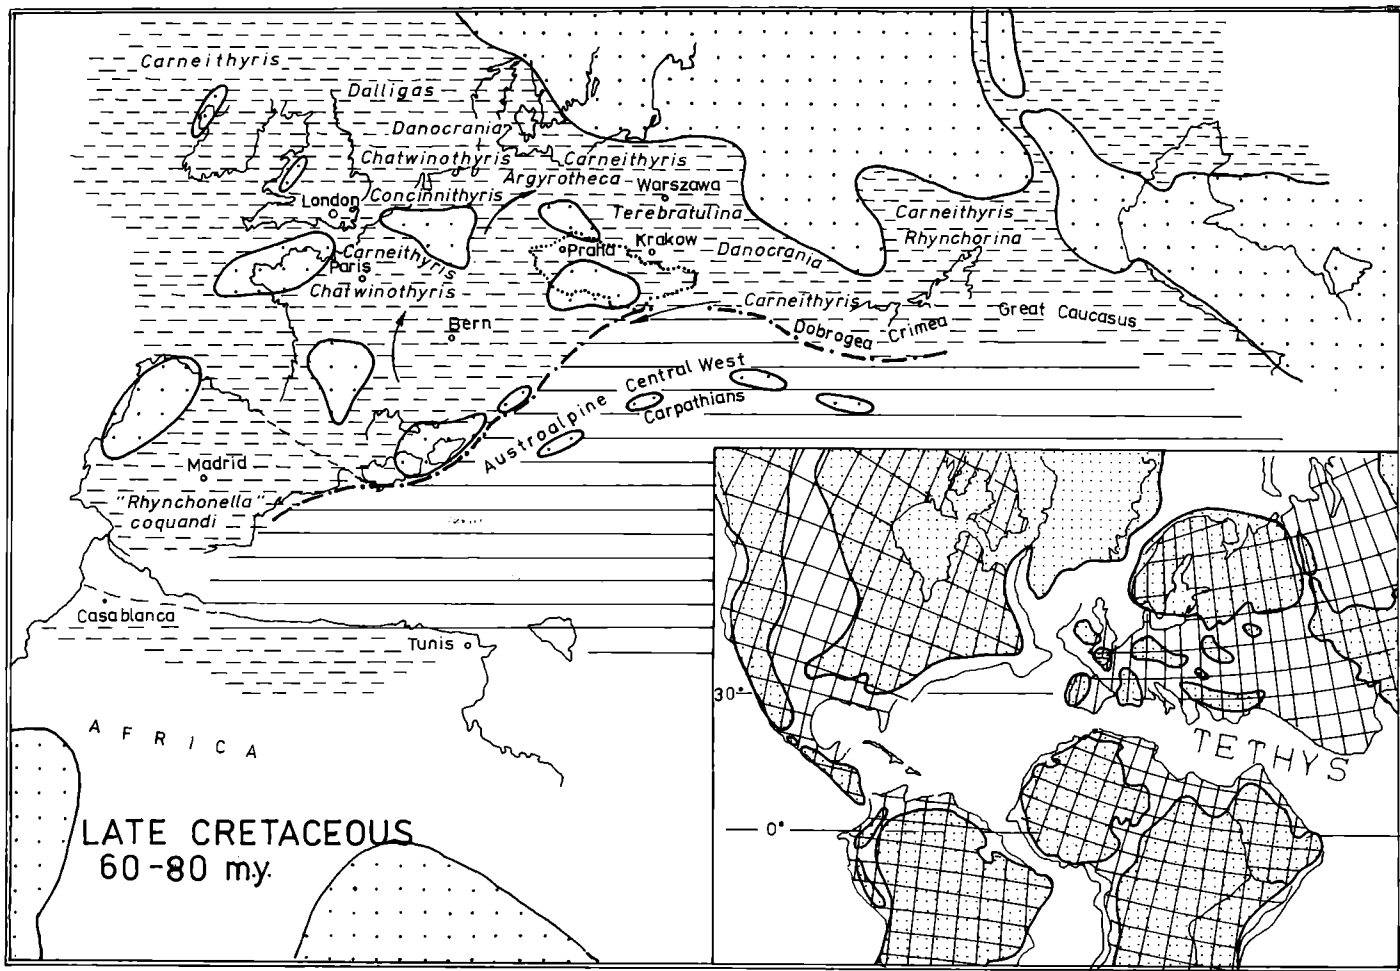 Carneithyris
Dalligas
Danocrania
Chatwinothyris
Carneithyris
Argyrotheca
Warszawa
London
Concinnithyris
Terebratulina
Carneithyris
Rhynchorina
Krakow
Praha
Danocrania
Carneithyris
Paris
Chatwinothyris
Carneithyris
Great Caucasus
Bern
Dobrogea
Crimea
Central West
Carpathians
Austroalpine
Madrid
"Rhynchonella"
coquandi
Casablanca
Tunis
AFRICA
LATE CRETACEOUS
60-80 m.y.
30°
TETHYS
0°